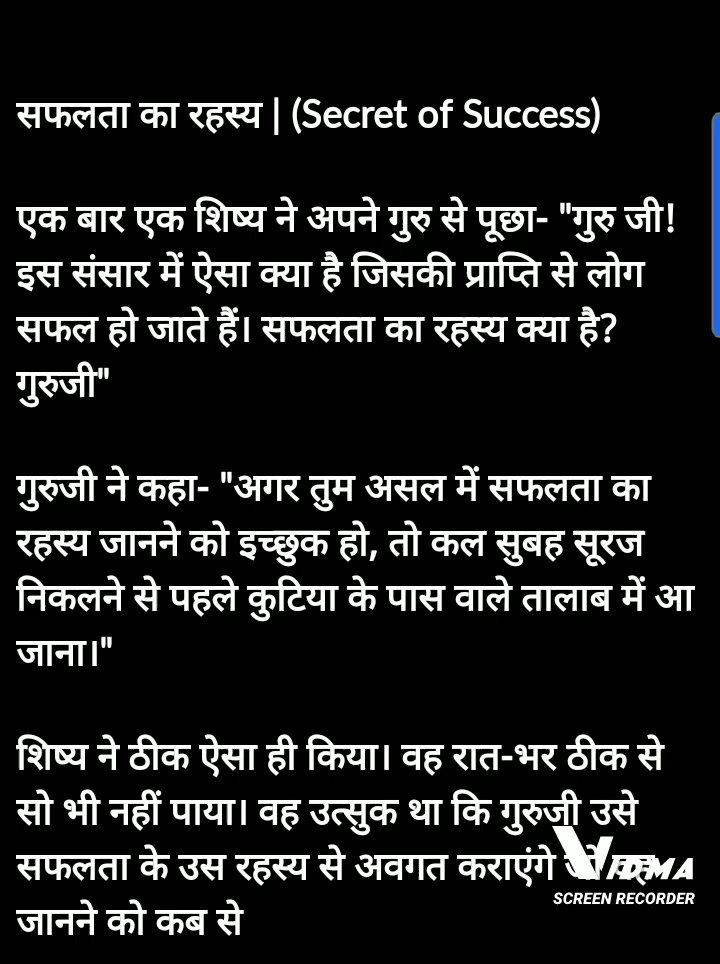 सफलता का रहस्य | (Secret of Success)
एक बार एक शिष्य ने अपने गुरु से पूछा- "गुरु जी!
इस संसार में ऐसा क्या है जिसकी प्राप्ति से लोग
सफल हो जाते हैं। सफलता का रहस्य क्या है?
गुरुजी"
गुरुजी ने कहा- "अगर तुम असल में सफलता का
रहस्य जानने को इच्छुक हो, तो कल सुबह सूरज
निकलने से पहले कुटिया के पास वाले तालाब में आ
जाना।"
शिष्य ने ठीक ऐसा ही किया। वह रात-भर ठीक से
सो भी नहीं पाया। वह उत्सुक था कि गुरुजी उसे
सफलता के उस रहस्य से अवगत कराएंगे
जानने को कब से
VIDMA
SCREEN RECORDER